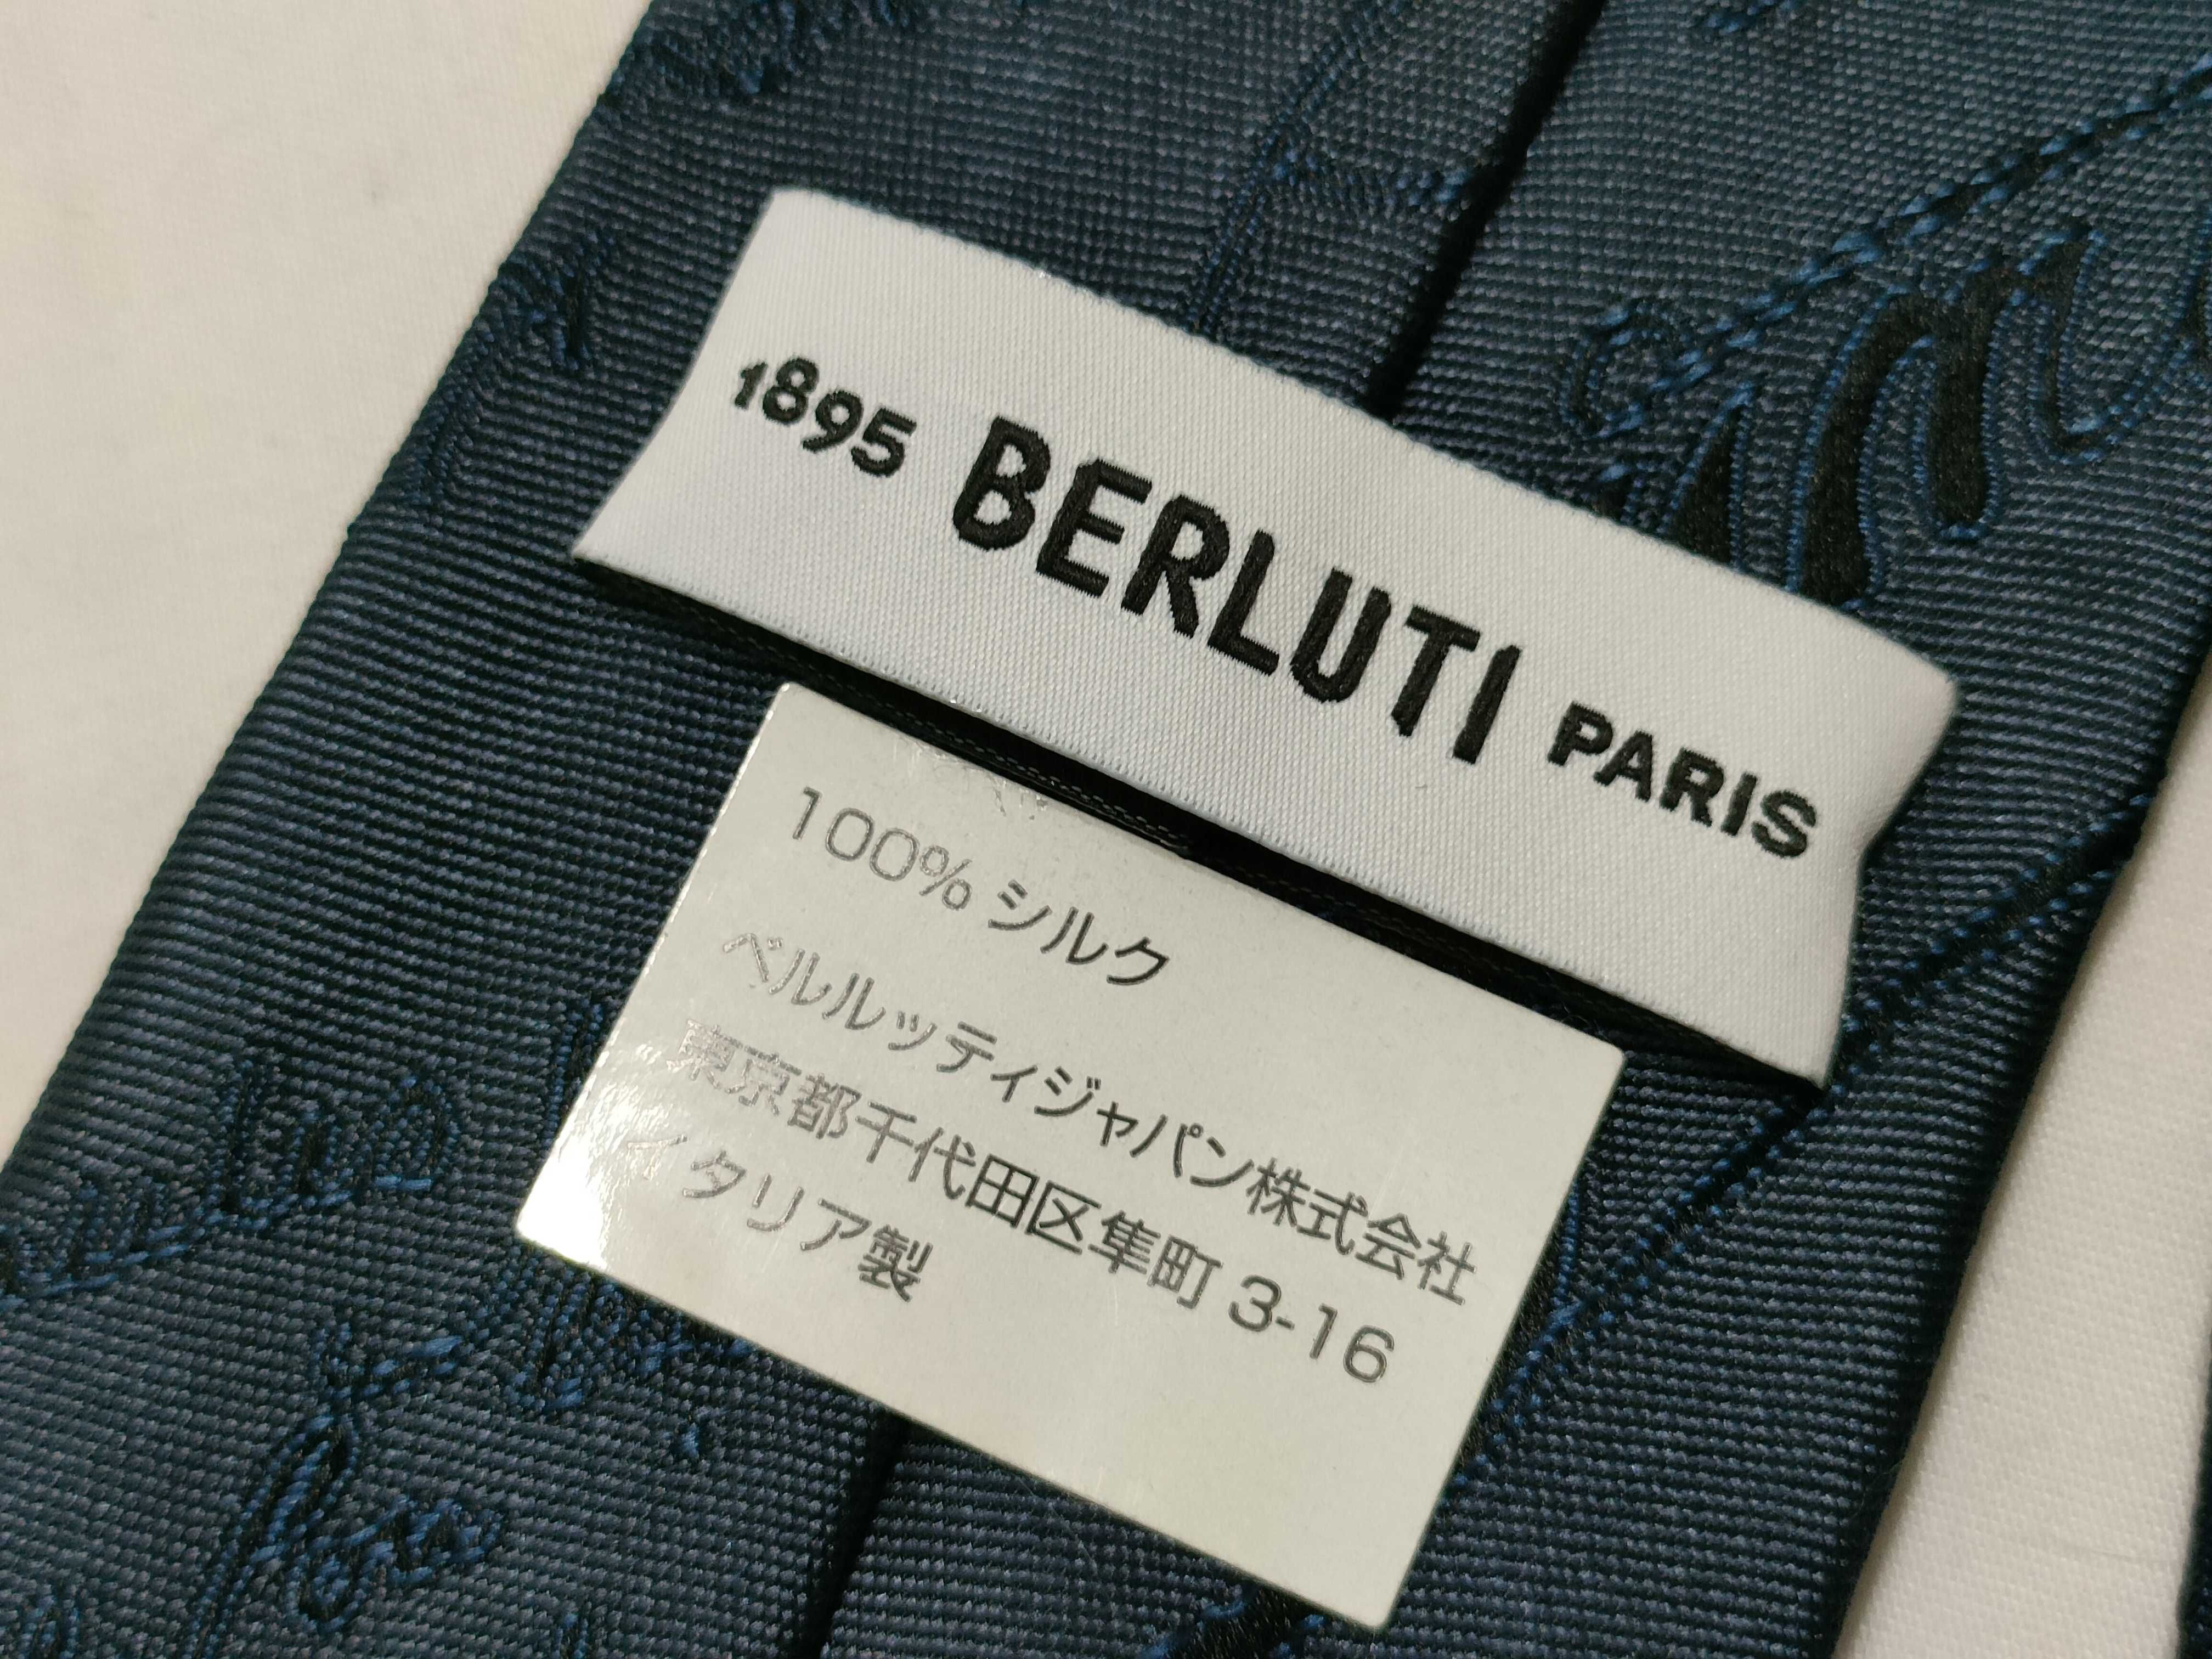 1895 BERLUTI PARIS
100% シルク
ベルルッティジャパン株式会社
東京都千代田区隼町 3-16
イタリア製